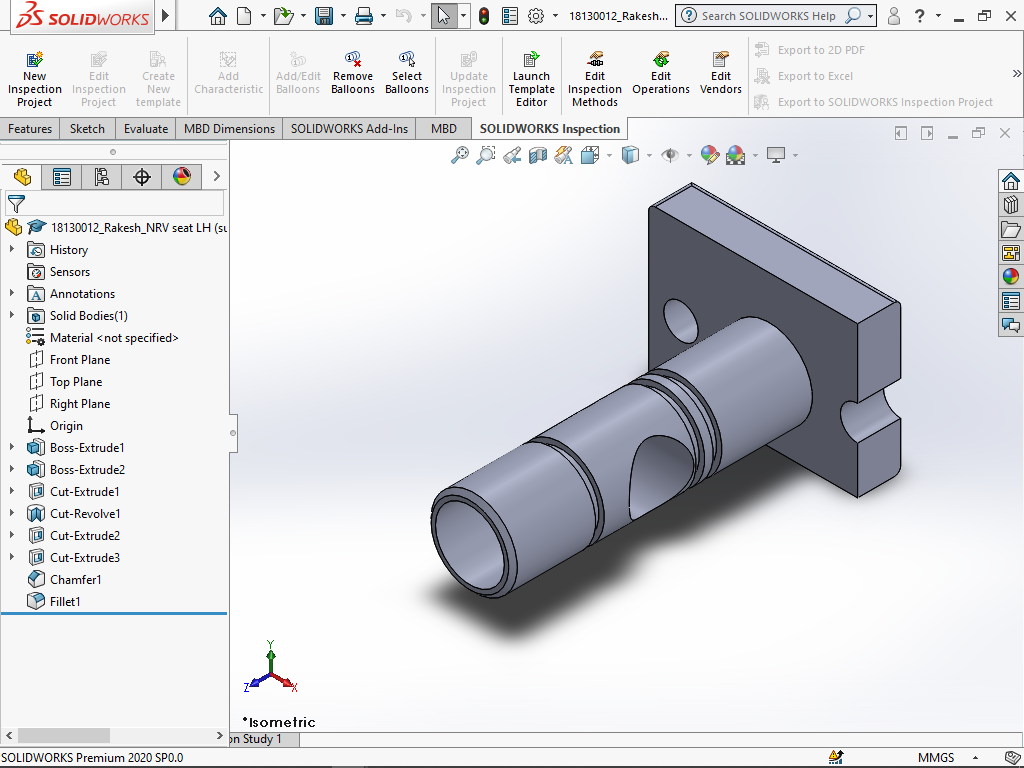 SOLIDWORKS
18130012_Rakesh...
Search SOLIDWORKS Help
New Inspection Project
Edit Inspection Project
Create New template
Add Characteristic
Add/Edit Balloons
Remove Balloons
Select Balloons
Update Inspection Project
Launch Template Editor
Edit Inspection Methods
Edit Operations
Edit Vendors
Export to 2D PDF
Export to Excel
Export to SOLIDWORKS Inspection Project
Features
Sketch
Evaluate
MBD Dimensions
SOLIDWORKS Add-Ins
MBD
SOLIDWORKS Inspection
18130012_Rakesh_NRV seat LH (su
History
Sensors
Annotations
Solid Bodies(1)
Material <not specified>
Front Plane
Top Plane
Right Plane
Origin
Boss-Extrude1
Boss-Extrude2
Cut-Extrude1
Cut-Revolve1
Cut-Extrude2
Cut-Extrude3
Chamfer1
Fillet1
Y
Z
X
*Isometric
on Study 1
SOLIDWORKS Premium 2020 SP0.0
MMGS